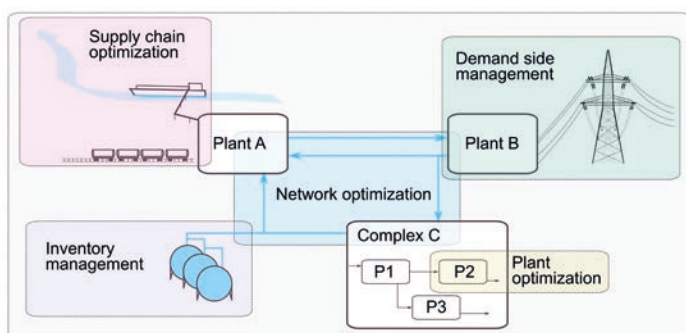 Supply chain
optimization
Demand side
management
Plant A
Plant B
Network optimization
Inventory
management
Complex C
P1
P2
P3
Plant
optimization